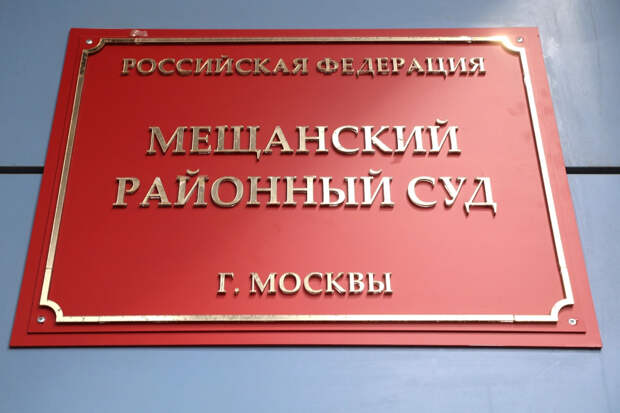 РОССИЙСКАЯ ФЕДЕРАЦИЯ
МЕЩАНСКИЙ
РАЙОННЫЙ СУД
Г. МОСКВЫ